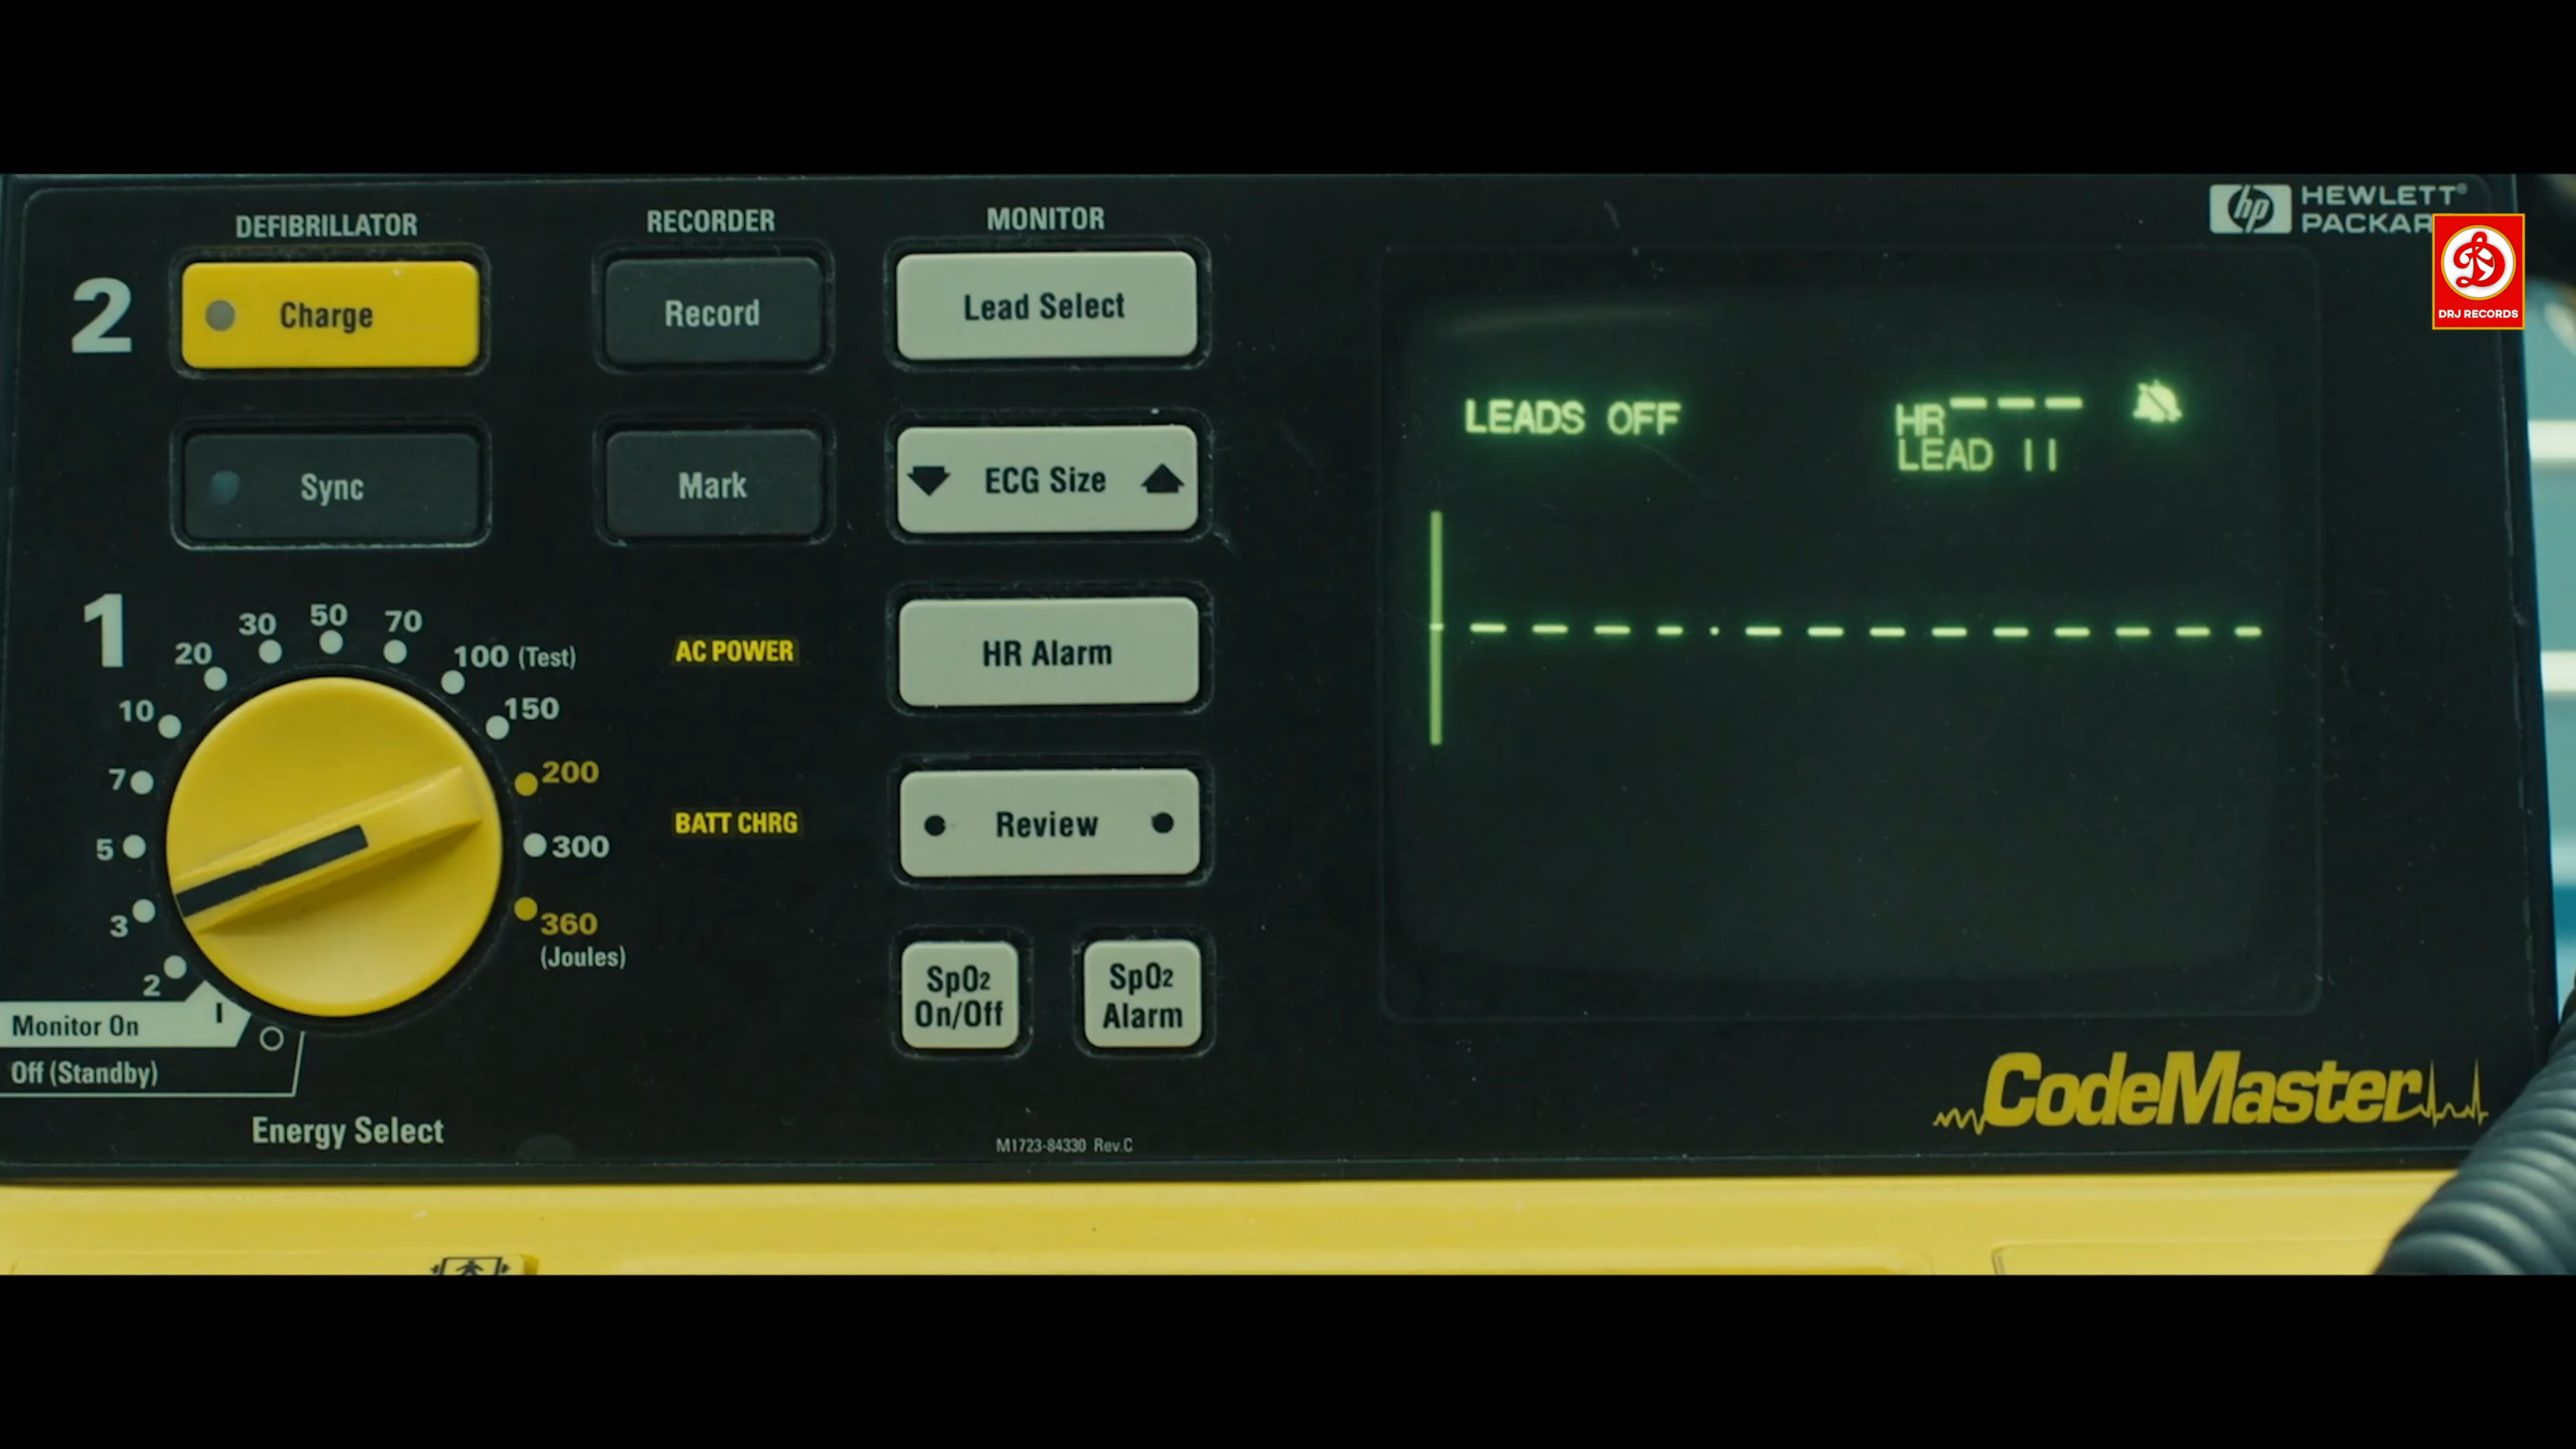 DEFIBRILLATOR
RECORDER
MONITOR
hp HEWLETT®
PACKAR
DRJ RECORDS
2
Charge
Record
Lead Select
Sync
Mark
ECG Size
LEADS OFF
HR---
LEAD II
1
2
3
5
7
10
20
30
50
70
100 (Test)
150
200
300
360
(Joules)
AC POWER
HR Alarm
BATT CHRG
Review
SpO2
On/Off
SpO2
Alarm
I
Monitor On
Off (Standby)
Energy Select
M1723-84330 Rev.C
CodeMaster